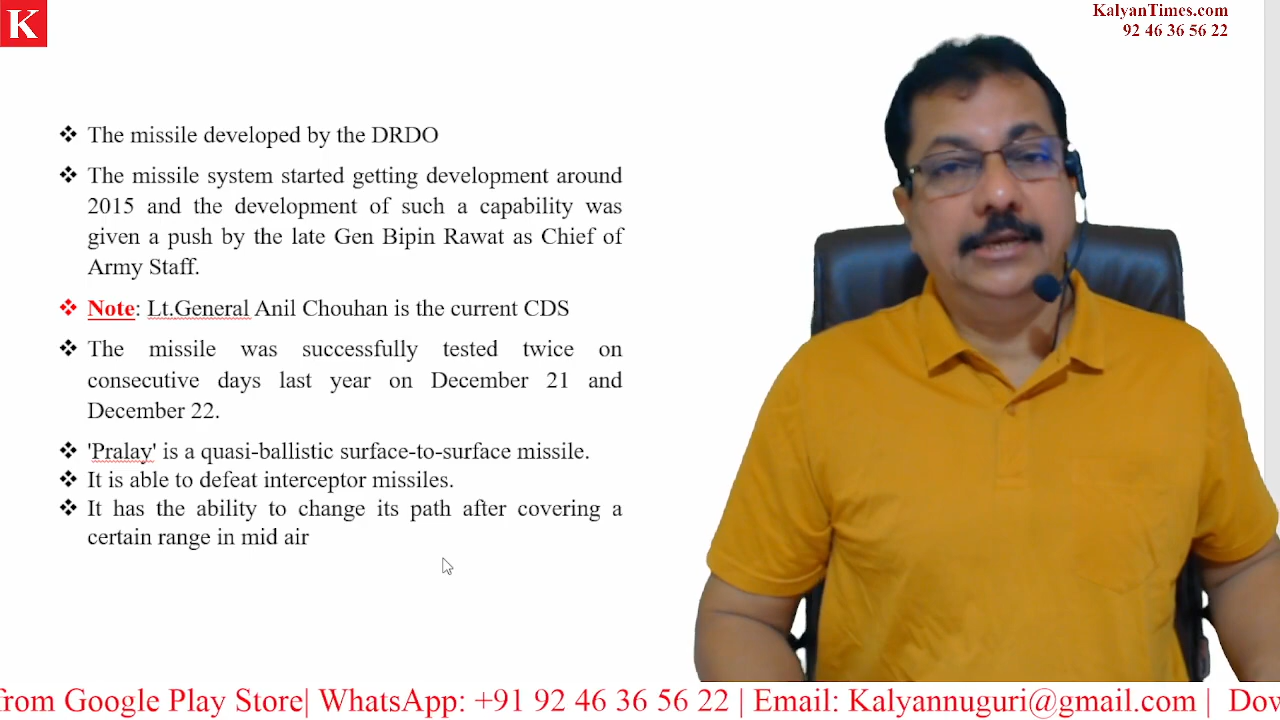 K
KalyanTimes.com
92 46 36 56 22
❖ The missile developed by the DRDO
❖ The missile system started getting development around
2015 and the development of such a capability was
given a push by the late Gen Bipin Rawat as Chief of
Army Staff.
❖ Note: Lt.General Anil Chouhan is the current CDS
❖ The missile was successfully tested twice on
consecutive days last year on December 21 and
December 22.
❖ 'Pralay' is a quasi-ballistic surface-to-surface missile.
❖ It is able to defeat interceptor missiles.
❖ It has the ability to change its path after covering a
certain range in mid air
from Google Play Store| WhatsApp: +91 92 46 36 56 22 | Email: Kalyannuguri@gmail.com |